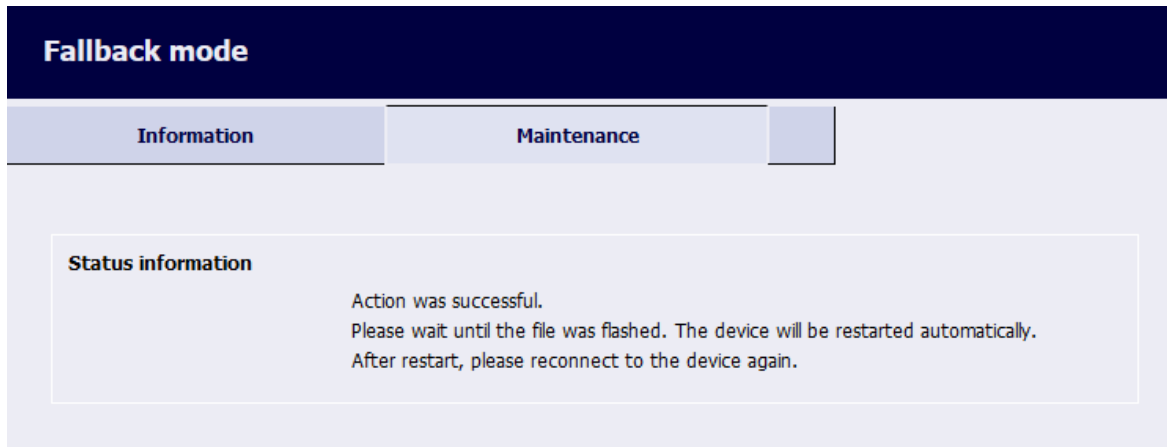 Fallback mode
Information
Maintenance
Status information
Action was successful.
Please wait until the file was flashed. The device will be restarted automatically.
After restart, please reconnect to the device again.